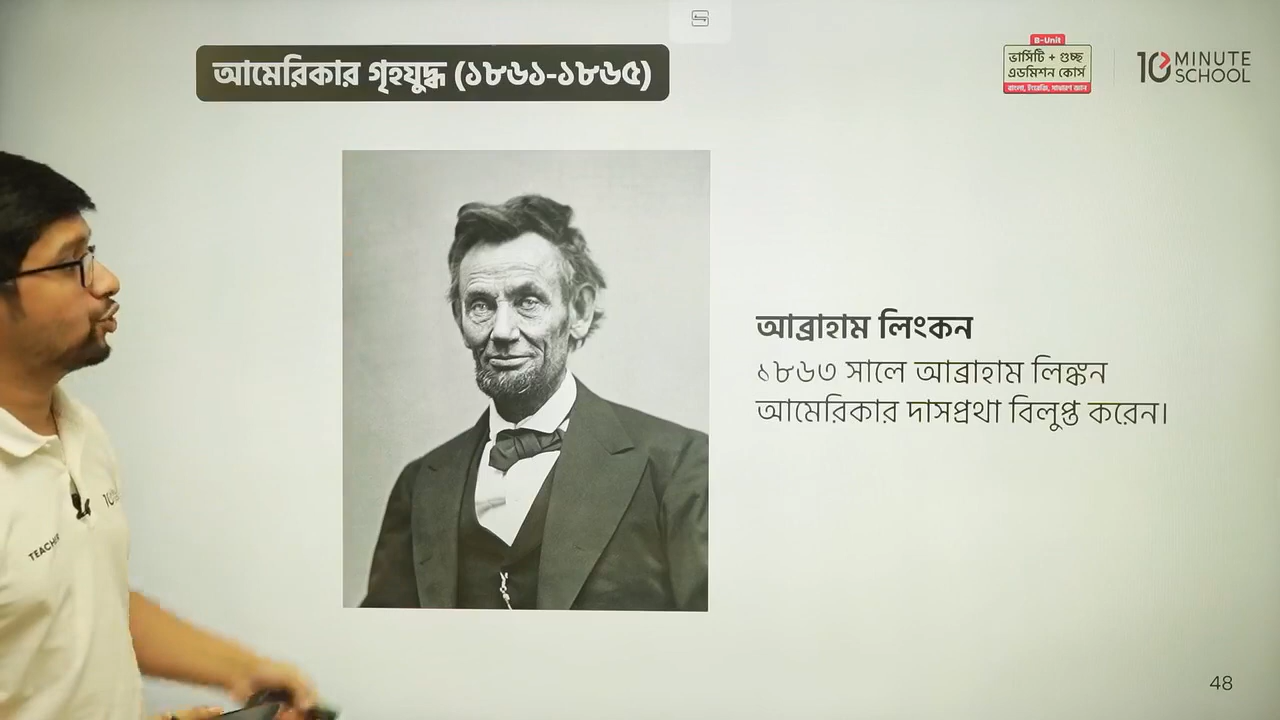 আমেরিকার গৃহযুদ্ধ (১৮৬১-১৮৬৫)
B-Unit
ভার্সিটি + গুচ্ছ
এডমিশন কোর্স
বাংলা, ইংরেজি, সাধারণ জ্ঞান
10 MINUTE
SCHOOL
আব্রাহাম লিংকন
১৮৬৩ সালে আব্রাহাম লিঙ্কন
আমেরিকার দাসপ্রথা বিলুপ্ত করেন।
48